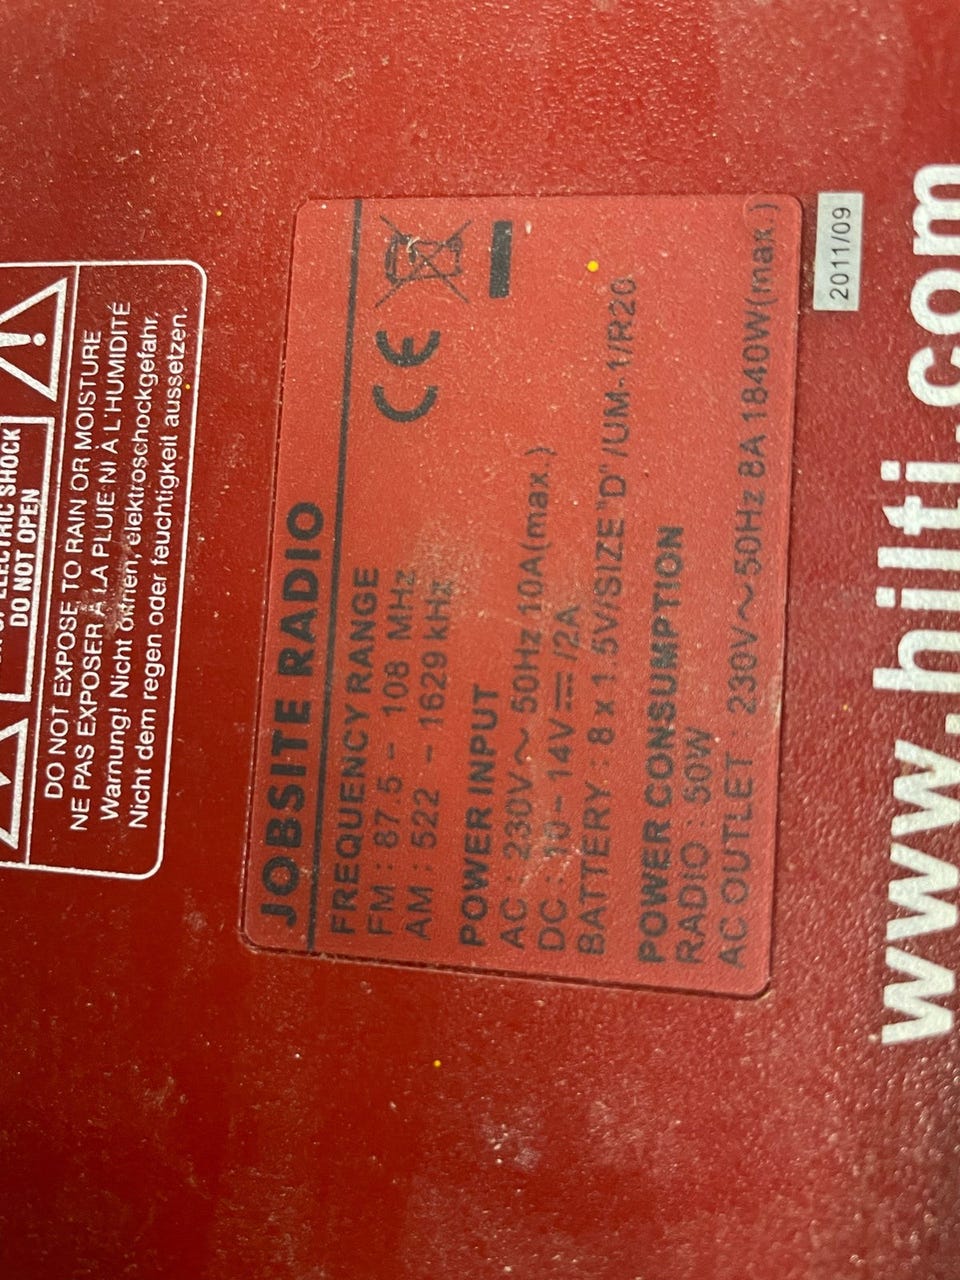 ELECTRIC SHOCK
DO NOT OPEN
DO NOT EXPOSE TO RAIN OR MOISTURE
NE PAS EXPOSER A LA PLUIE NI À L'HUMIDITÉ
Warnung! Nicht öffnen, elektroschockgefahr,
Nicht dem regen oder feuchtigkeit aussetzen.
JOBSITE RADIO
FREQUENCY RANGE
FM : 87.5 - 108 MHz
AM : 522 - 1629 kHz
CE
POWER INPUT
AC : 230V~ 50Hz 10A(max.)
DC : 10-14V⎓/2A
BATTERY : 8 x 1.5V/SIZE"D"/UM-1/R20
POWER CONSUMPTION
RADIO : 50W
AC OUTLET : 230V~50Hz 8A 1840W(max.)
2011/09
www.hilti.com